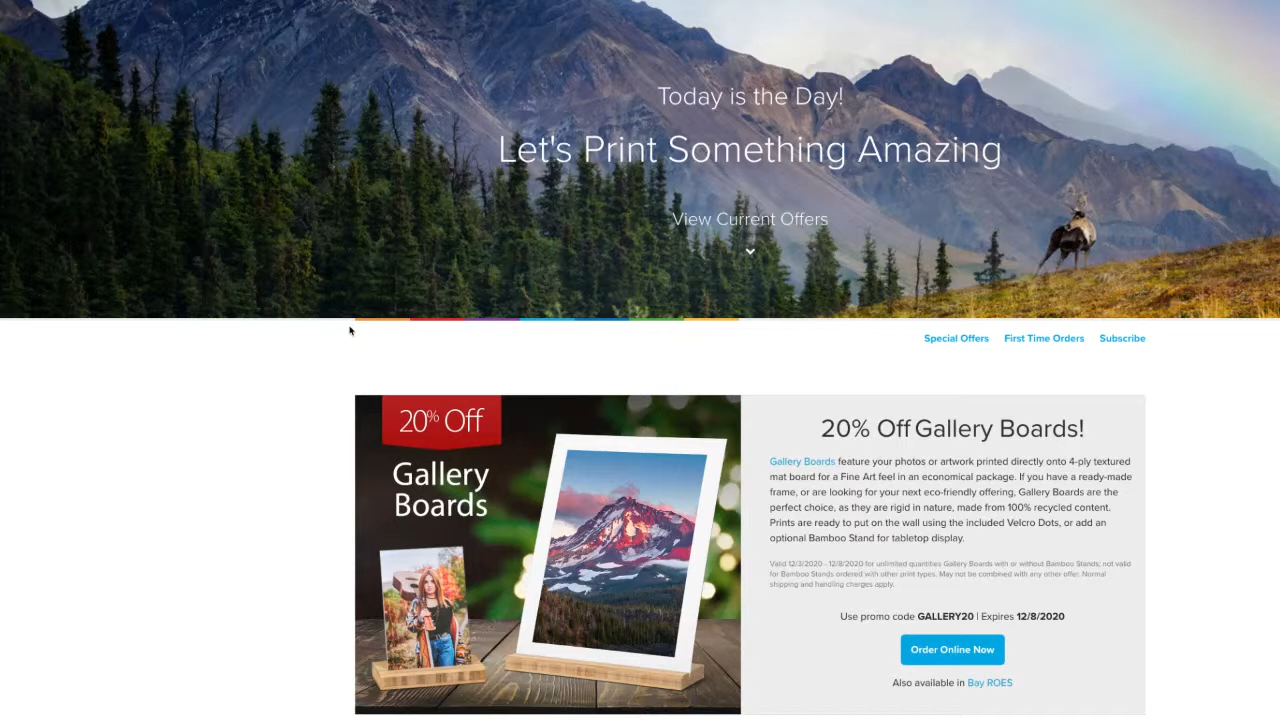 Today is the Day!
Let's Print Something Amazing
View Current Offers
Special Offers First Time Orders Subscribe
20% Off
Gallery
Boards
20% Off Gallery Boards!
Gallery Boards feature your photos or artwork printed directly onto 4-ply textured
mat board for a Fine Art feel in an economical package. If you have a ready-made
frame, or are looking for your next eco-friendly offering, Gallery Boards are the
perfect choice, as they are rigid in nature, made from 100% recycled content.
Prints are ready to put on the wall using the included Velcro Dots, or add an
optional Bamboo Stand for tabletop display.
Valid 12/3/2020 - 12/8/2020 for unlimited quantities Gallery Boards with or without Bamboo Stands; not valid
for Bamboo Stands ordered with other print types. May not be combined with any other offer. Normal
shipping and handling charges apply.
Use promo code GALLERY20 | Expires 12/8/2020
Order Online Now
Also available in Bay ROES